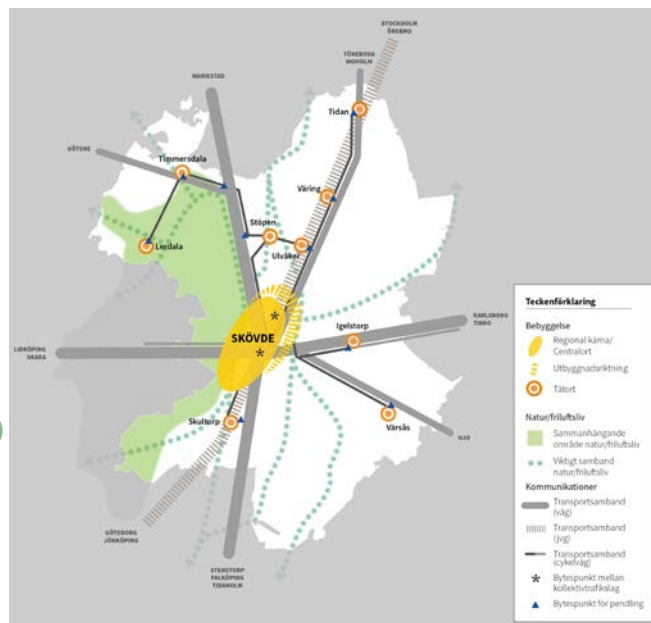 STOCKHOLM
ÖREBRO
TÖREBODA
MOHOLM
MARIESTAD
Tidan
GÖTENE
Timmersdala
Väring
Stöpen
Lerdala
Ulvåker
SKÖVDE
Igelstorp
KARLSBORG
TIBRO
LIDKÖPING
SKARA
Skultorp
Värsås
HJO
GÖTEBORG
JÖNKÖPING
STENSTORP
FALKÖPING
TIDAHOLM
Teckenförklaring
Bebyggelse
Regional kärna/
Centralort
Utbyggnadsriktning
Tätort
Natur/friluftsliv
Sammanhängande
område natur/friluftsliv
Viktigt samband
natur/friluftsliv
Kommunikationer
Transportsamband
(väg)
Transportsamband
(jvg)
Transportsamband
(cykelväg)
Bytespunkt mellan
kollektivtrafikslag
Bytespunkt för pendling